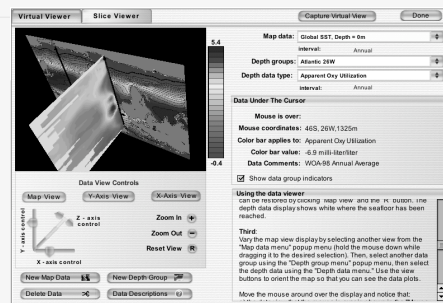 Virtual Viewer
Slice Viewer
Capture Virtual View
Done
5.4
-0.4
Map data: Global SST, Depth = 0m
interval: Annual
Depth groups: Atlantic 26W
Depth data type: Apparent Oxy Utilization
interval: Annual
Data Under The Cursor
Mouse is over:
Mouse coordinates: 46S, 26W,1325m
Color bar applies to: Apparent Oxy Utilization
Color bar value: -6.9 milli-liter/liter
Data Comments: WOA-98 Annual Average
Show data group indicators
Data View Controls
Map View
Y-Axis View
X-Axis View
Z - axis control
Y - axis control
X - axis control
Zoom In +
Zoom Out −
Reset View R
New Map Data
New Depth Group
Delete Data
Data Descriptions
Using the data viewer
can be restored by clicking "Map view" and the "R" button. The
depth data display shows white where the seafloor has been
reached.
Third:
Vary the map view display by selecting another view from the
"Map data menu" popup menu (hold the mouse down while
dragging it to the desired selection). Then, select another data
group using the "Depth group menu" popup menu, then select
the depth data using the "Depth data menu." Use the view
buttons to orient the map so that you can see the data plots.
Move the mouse around over the display and notice that: